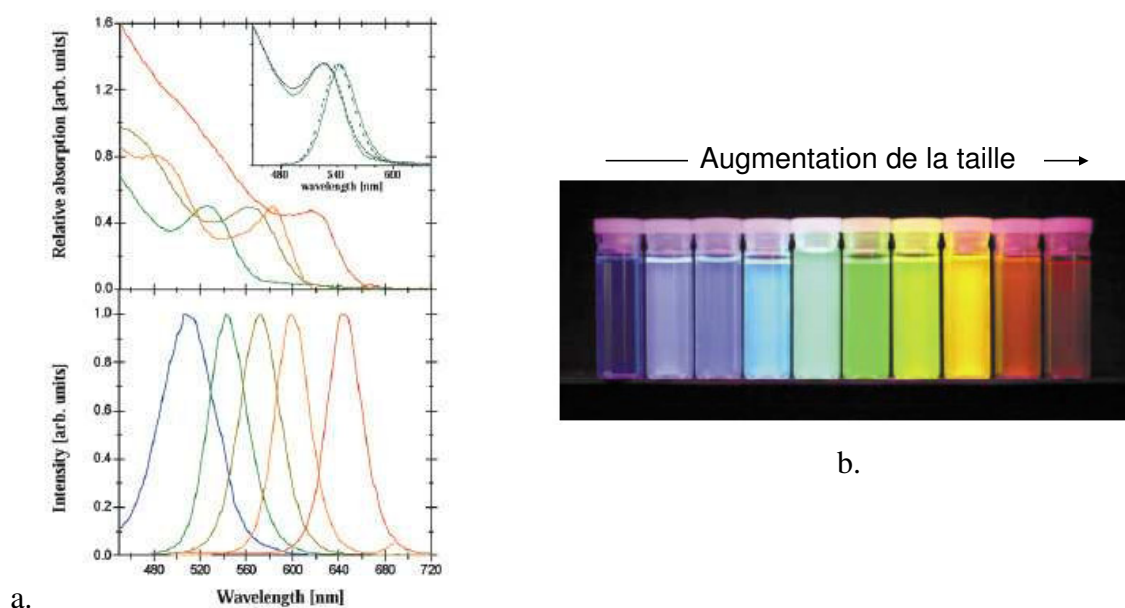 Relative absorption [arb. units]
1.6
1.2
0.8
0.4
0.0
480 540 600
wavelength [nm]
Intensity [arb. units]
1.0
0.8
0.6
0.4
0.2
0.0
480 520 560 600 640 680 720
Wavelength [nm]
a.
Augmentation de la taille
b.